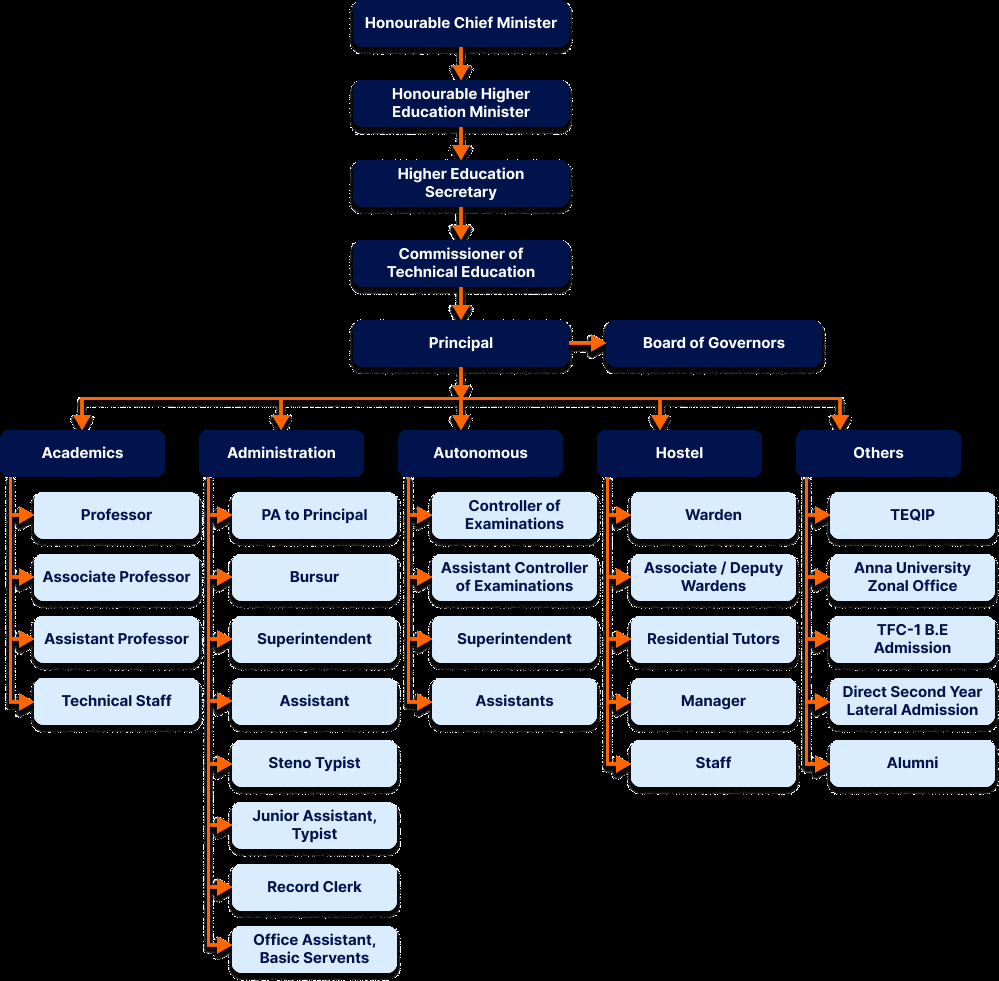 Honourable Chief Minister
Honourable Higher
Education Minister
Higher Education
Secretary
Commissioner of
Technical Education
Principal
Board of Governors
Academics
Administration
Autonomous
Hostel
Others
Professor
Associate Professor
Assistant Professor
Technical Staff
PA to Principal
Bursur
Superintendent
Assistant
Steno Typist
Junior Assistant,
Typist
Record Clerk
Office Assistant,
Basic Servents
Controller of
Examinations
Assistant Controller
of Examinations
Superintendent
Assistants
Warden
Associate / Deputy
Wardens
Residential Tutors
Manager
Staff
TEQIP
Anna University
Zonal Office
TFC-1 B.E
Admission
Direct Second Year
Lateral Admission
Alumni